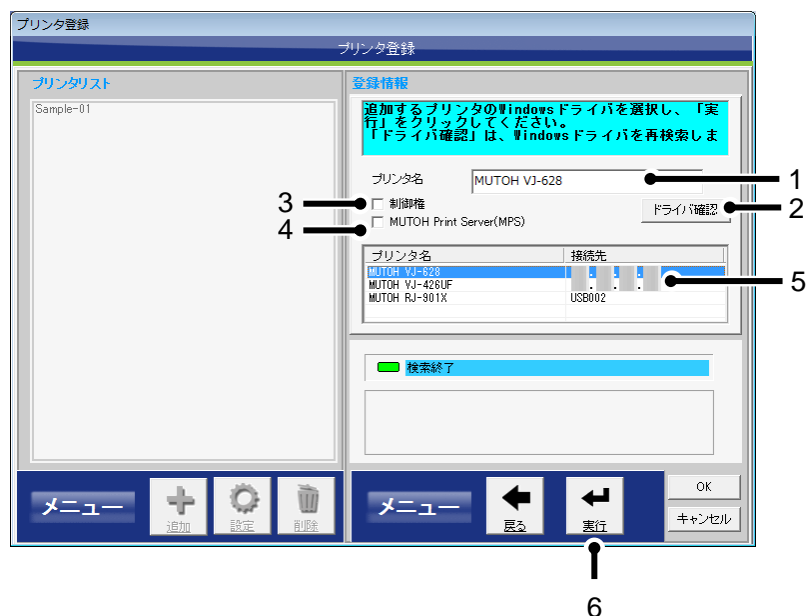 プリンタ登録
プリンタ登録
プリンタリスト
Sample-01
登録情報
追加するプリンタのWindowsドライバを選択し、「実
行」をクリックしてください。
「ドライバ確認」は、Windowsドライバを再検索しま
プリンタ名 MUTOH VJ-628 1
3 制御権 ドライバ確認 2
4 MUTOH Print Server(MPS)
プリンタ名 接続先
MUTOH VJ-628 . . .
MUTOH VJ-426UF . . . 5
MUTOH RJ-901X USB002
検索終了
メニュー 追加 設定 削除
メニュー 戻る 実行
OK
キャンセル
6